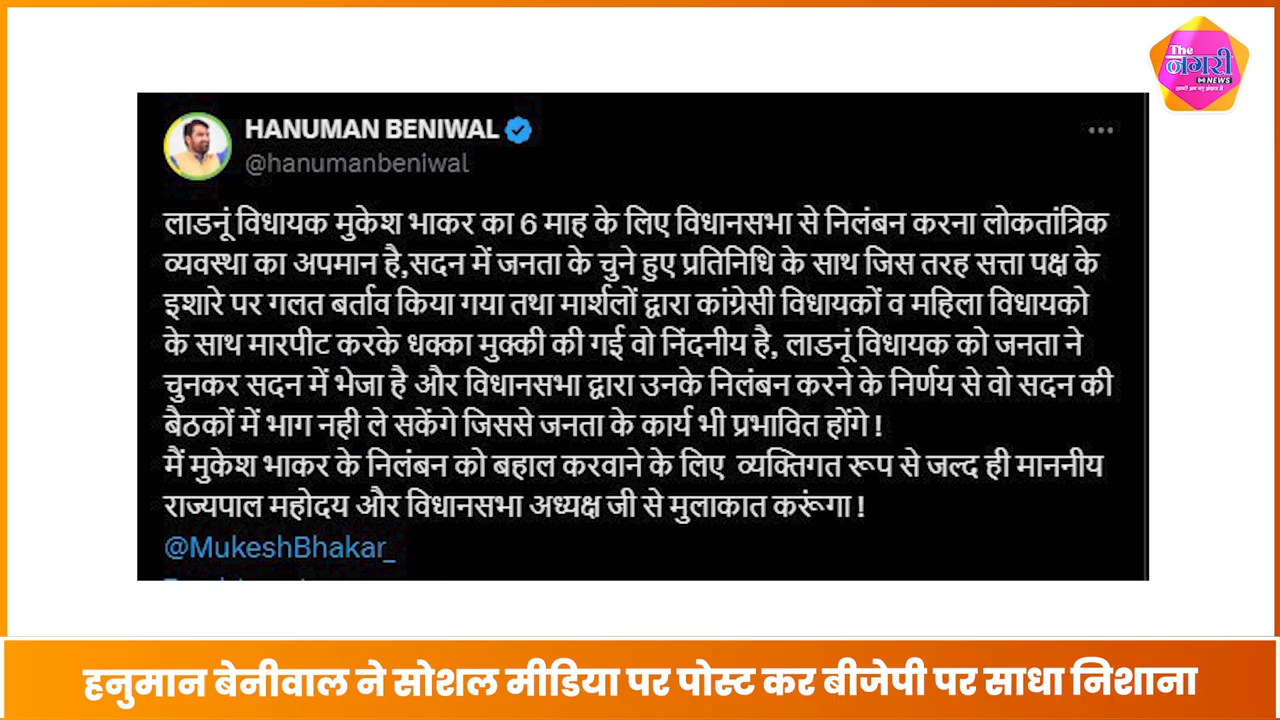 The
नगरी
NEWS
HANUMAN BENIWAL
@hanumanbeniwal
लाडनूं विधायक मुकेश भाकर का 6 माह के लिए विधानसभा से निलंबन करना लोकतांत्रिक
व्यवस्था का अपमान है,सदन में जनता के चुने हुए प्रतिनिधि के साथ जिस तरह सत्ता पक्ष के
इशारे पर गलत बर्ताव किया गया तथा मार्शलों द्वारा कांग्रेसी विधायकों व महिला विधायको
के साथ मारपीट करके धक्का मुक्की की गई वो निंदनीय है, लाडनूं विधायक को जनता ने
चुनकर सदन में भेजा है और विधानसभा द्वारा उनके निलंबन करने के निर्णय से वो सदन की
बैठकों में भाग नही ले सकेंगे जिससे जनता के कार्य भी प्रभावित होंगे !
मैं मुकेश भाकर के निलंबन को बहाल करवाने के लिए व्यक्तिगत रूप से जल्द ही माननीय
राज्यपाल महोदय और विधानसभा अध्यक्ष जी से मुलाकात करूंगा !
@MukeshBhakar_
हनुमान बेनीवाल ने सोशल मीडिया पर पोस्ट कर बीजेपी पर साधा निशाना